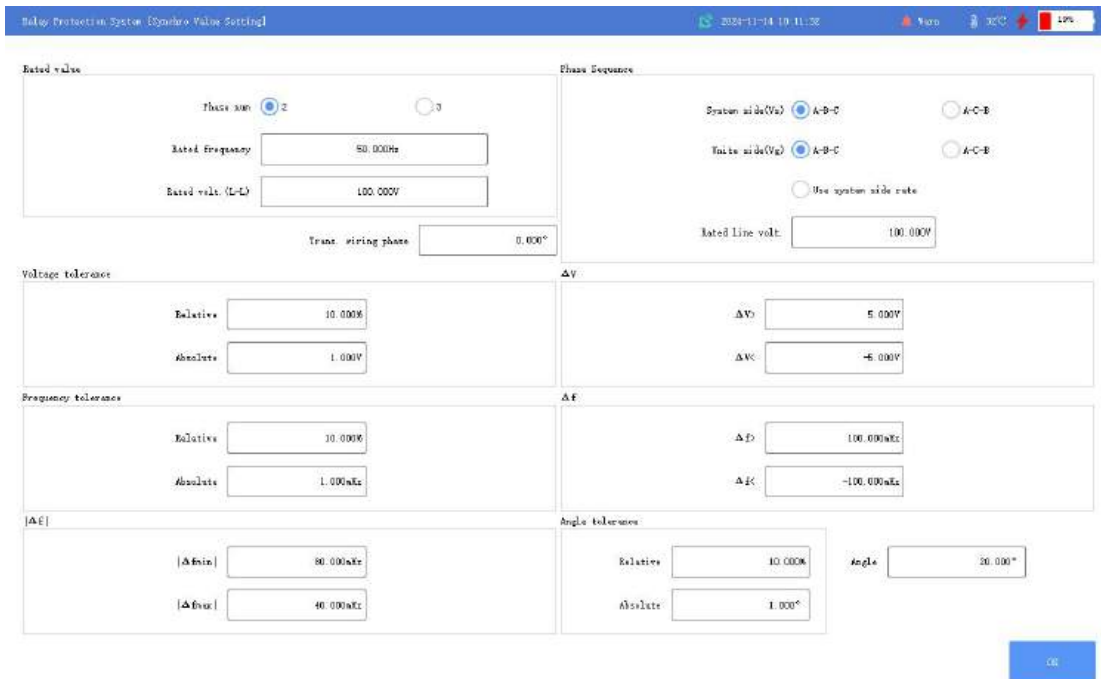 Relay Protection System [Synchro Value Setting] 2024-11-14 10:11:32 Warn 32℃ 19%
Rated value
Phase num 2 3
Rated frequency 50.000Hz
Rated volt.(L-L) 100.000V
Trans. wiring phase 0.000°
Phase Sequence
System side(Vs) A-B-C A-C-B
Unite side(Vg) A-B-C A-C-B
Use system side rate
Rated line volt. 100.000V
Voltage tolerance
Relative 10.000%
Absolute 1.000V
ΔV
ΔV> 5.000V
ΔV< -5.000V
Frequency tolerance
Relative 10.000%
Absolute 1.000mHz
Δf
Δf> 100.000mHz
Δf< -100.000mHz
|Δf|
|Δfmin| 80.000mHz
|Δfmax| 40.000mHz
Angle tolerance
Relative 10.000%
Absolute 1.000°
Angle 20.000°
OK